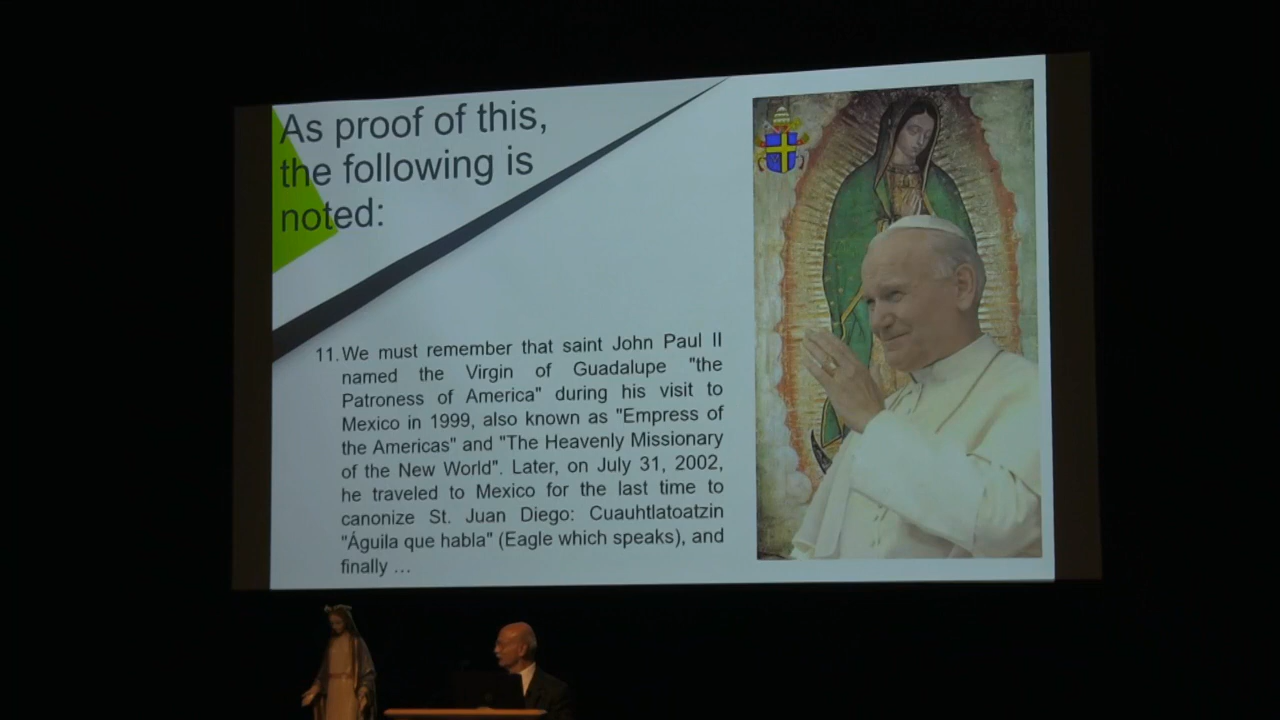 As proof of this,
the following is
noted:
11. We must remember that saint John Paul II
named the Virgin of Guadalupe "the
Patroness of America" during his visit to
Mexico in 1999, also known as "Empress of
the Americas" and "The Heavenly Missionary
of the New World". Later, on July 31, 2002,
he traveled to Mexico for the last time to
canonize St. Juan Diego: Cuauhtlatoatzin
"Águila que habla" (Eagle which speaks), and
finally ...